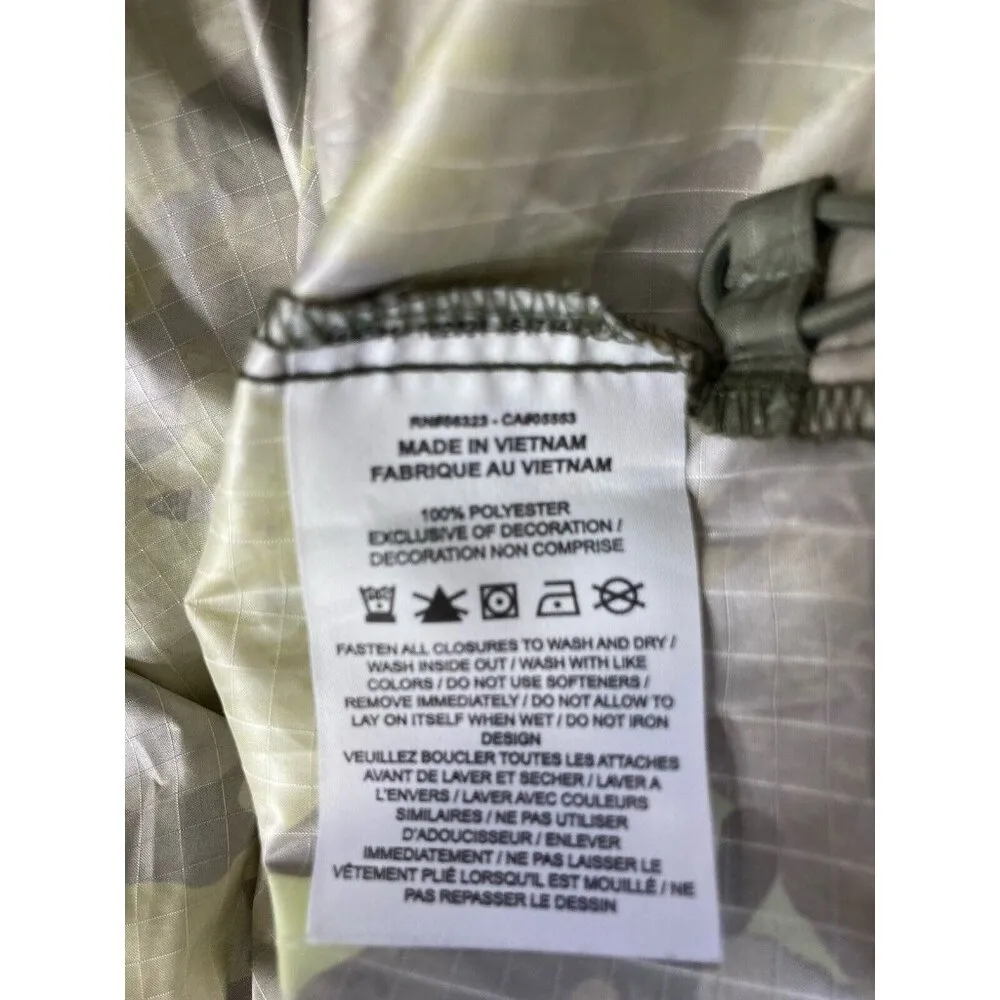 RN#56323 - CA#05553
MADE IN VIETNAM
FABRIQUE AU VIETNAM
100% POLYESTER
EXCLUSIVE OF DECORATION /
DECORATION NON COMPRISE
FASTEN ALL CLOSURES TO WASH AND DRY /
WASH INSIDE OUT / WASH WITH LIKE
COLORS / DO NOT USE SOFTENERS /
REMOVE IMMEDIATELY / DO NOT ALLOW TO
LAY ON ITSELF WHEN WET / DO NOT IRON
DESIGN
VEUILLEZ BOUCLER TOUTES LES ATTACHES
AVANT DE LAVER ET SECHER / LAVER A
L'ENVERS / LAVER AVEC COULEURS
SIMILAIRES / NE PAS UTILISER
D'ADOUCISSEUR / ENLEVER
IMMEDIATEMENT / NE PAS LAISSER LE
VÊTEMENT PLIÉ LORSQU'IL EST MOUILLÉ / NE
PAS REPASSER LE DESSIN